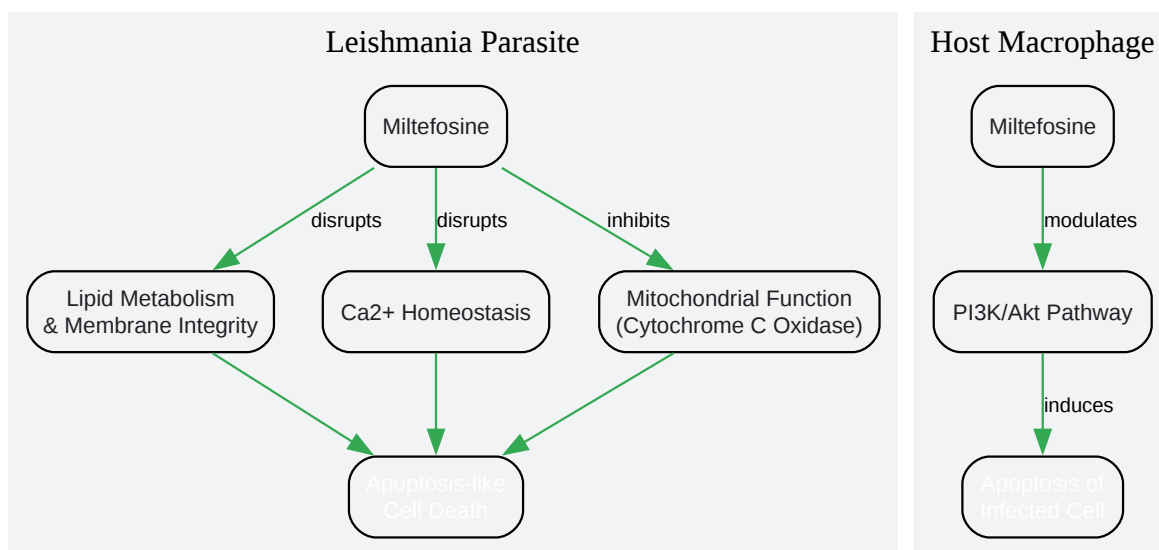 Leishmania Parasite
Host Macrophage
Miltefosine
Miltefosine
disrupts
disrupts
inhibits
modulates
Lipid Metabolism
& Membrane Integrity
Ca2+ Homeostasis
Mitochondrial Function
(Cytochrome C Oxidase)
PI3K/Akt Pathway
induces
Apoptosis-like
Cell Death
Apoptosis of
Infected Cell